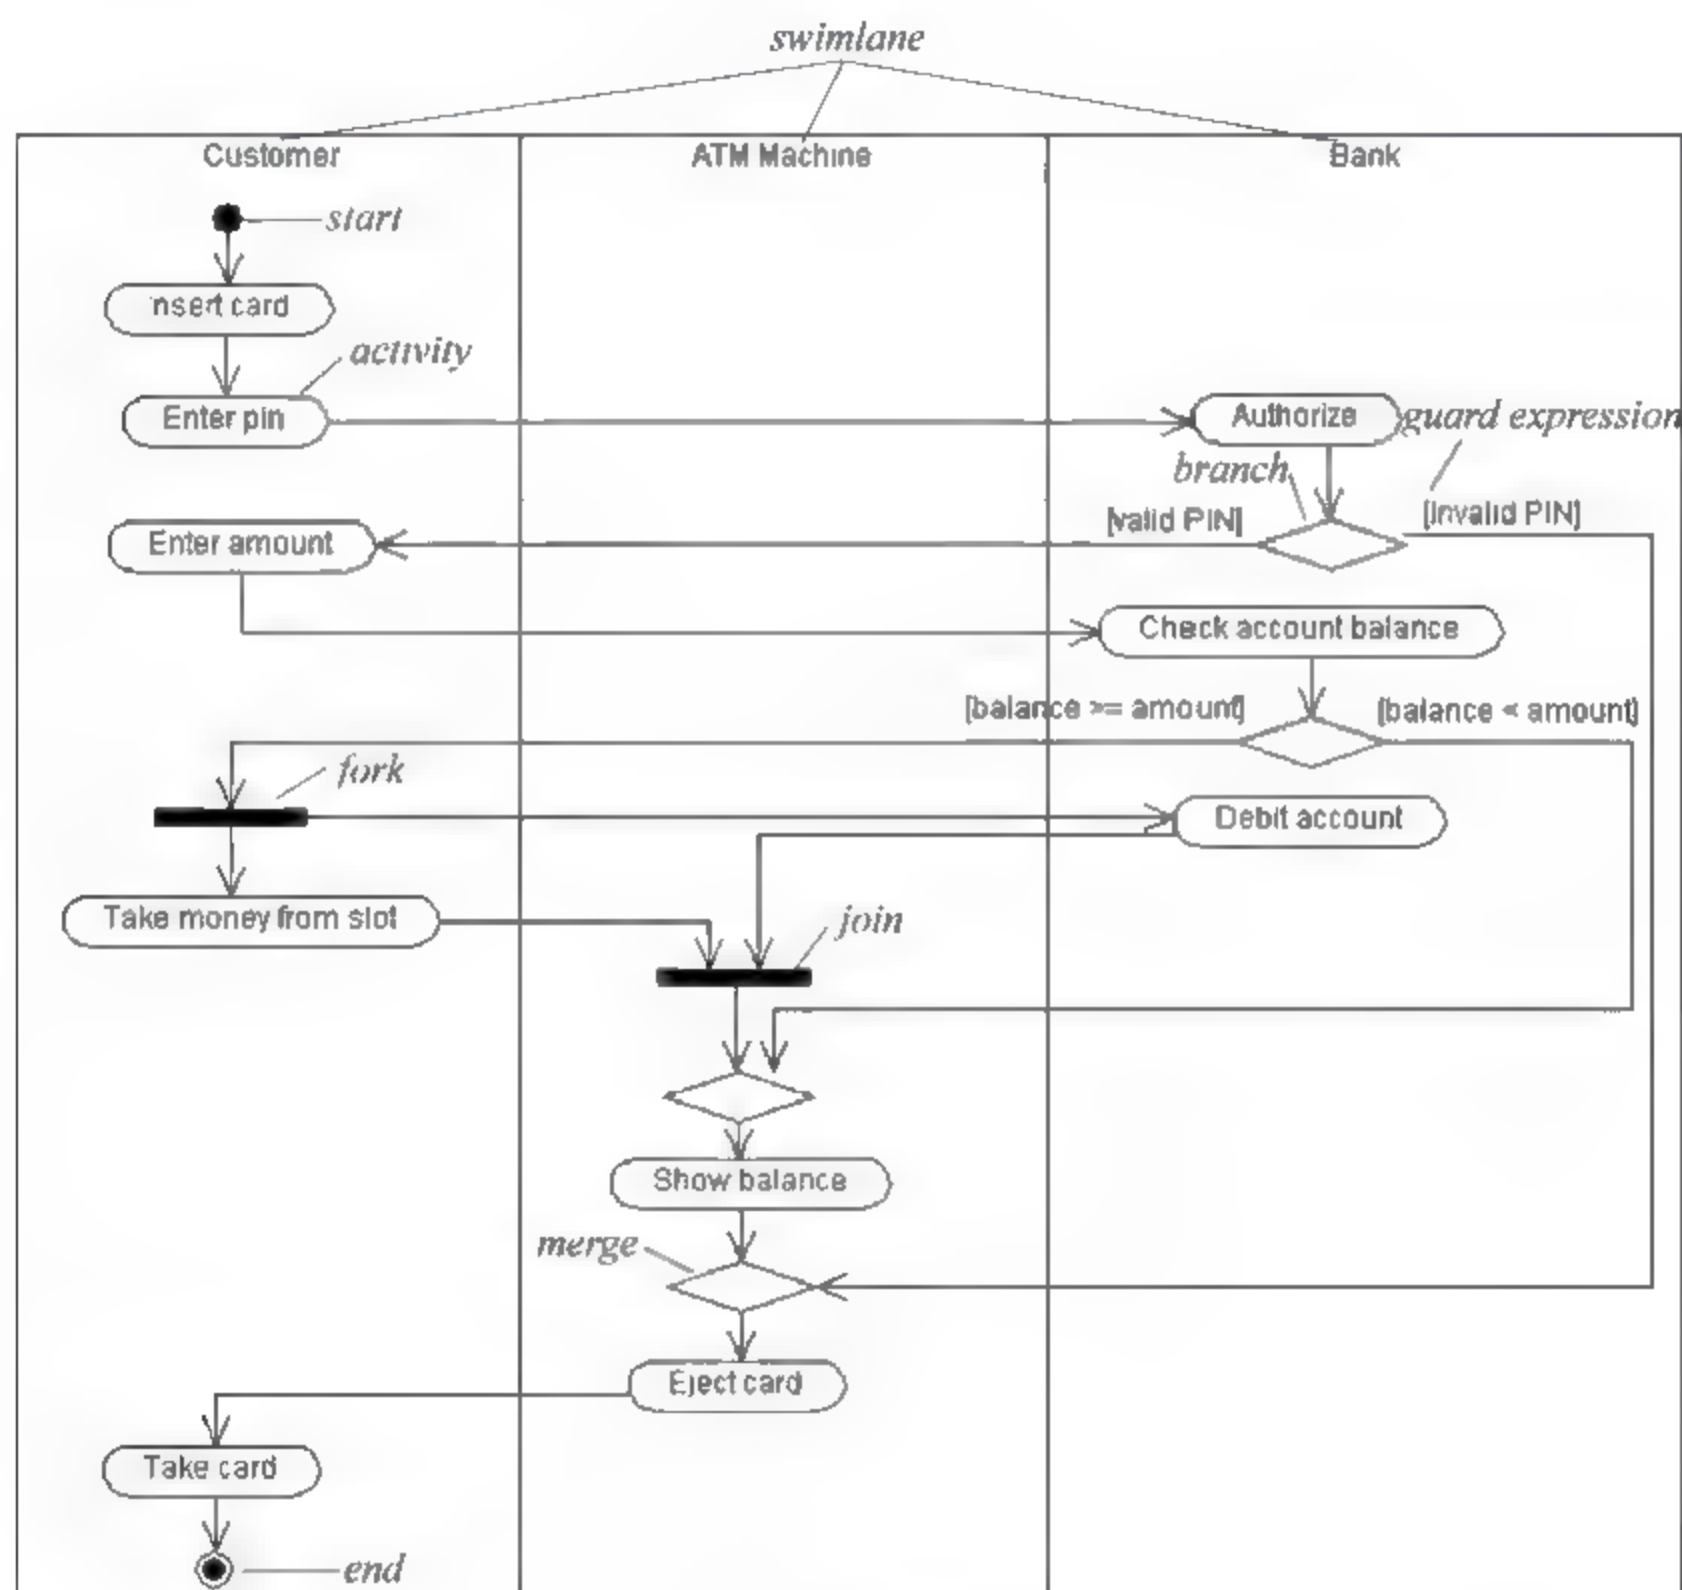 swimlane
Customer ATM Machine Bank
start
nsert card
activity
Enter pin Authorize guard expression
branch
[valid PIN] [invalid PIN]
Enter amount
Check account balance
[balance >= amount] [balance < amount]
fork
Debit account
Take money from slot join
Show balance
merge
Eject card
Take card
end